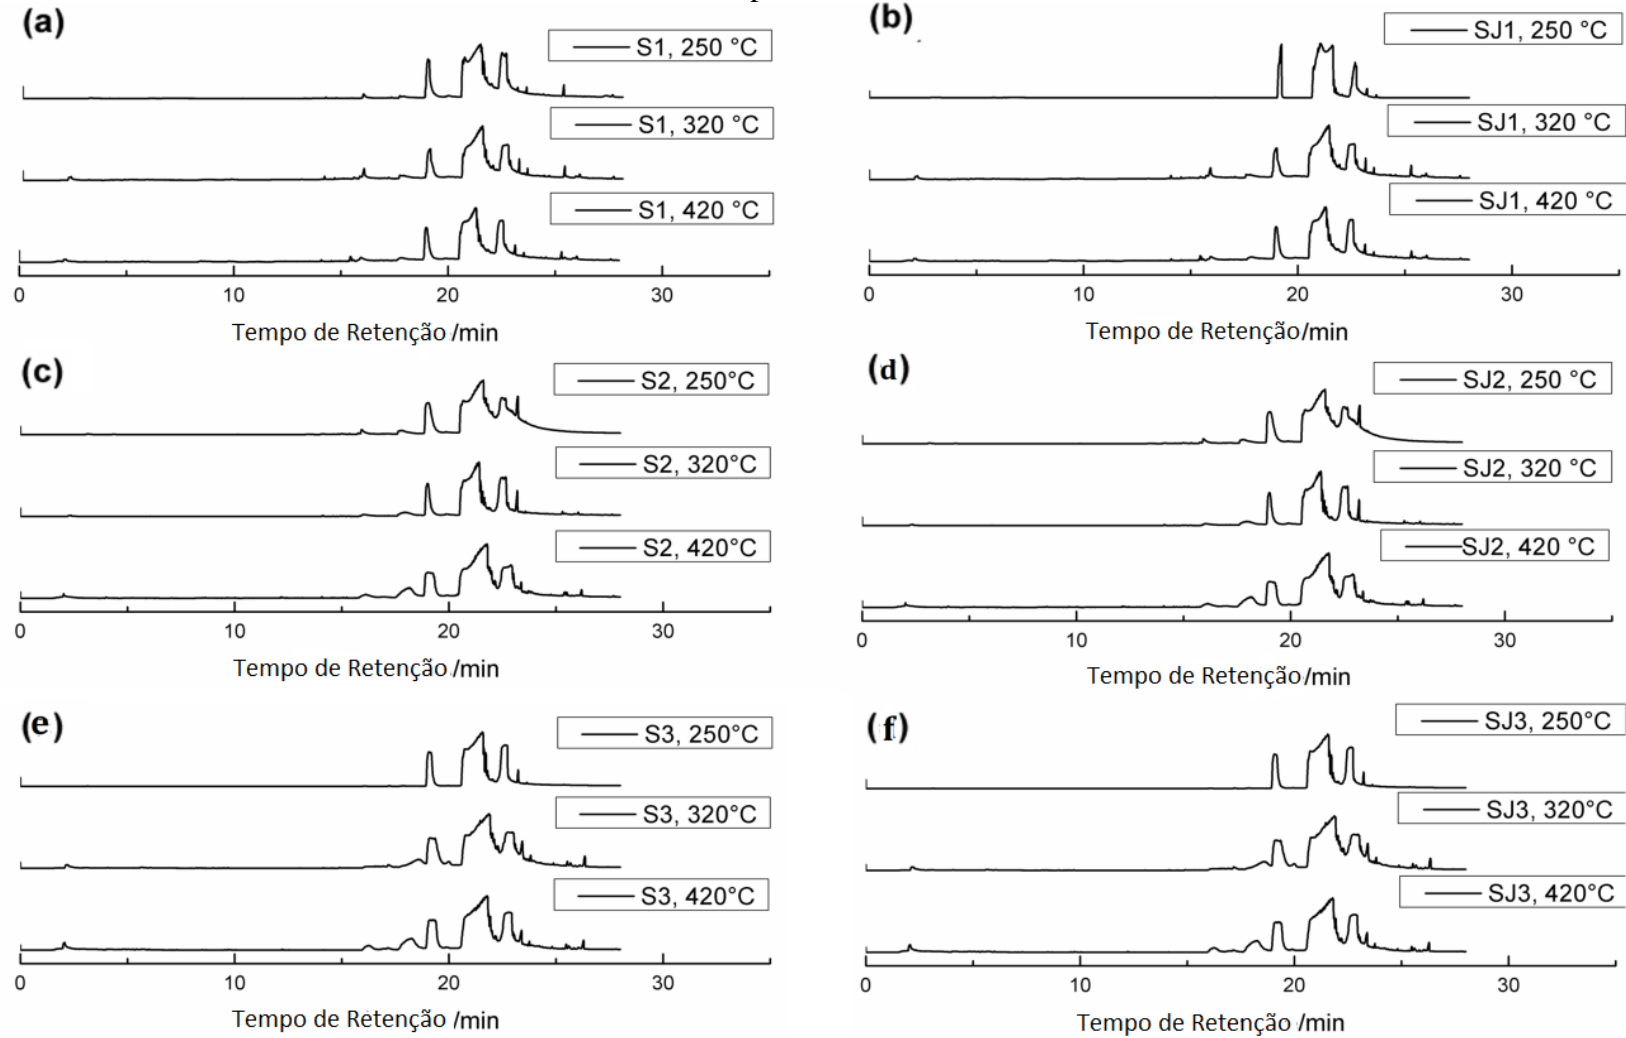 (a)
S1, 250 °C
S1, 320 °C
S1, 420 °C
0 10 20 30
Tempo de Retenção /min
(b)
SJ1, 250 °C
SJ1, 320 °C
SJ1, 420 °C
0 10 20 30
Tempo de Retenção /min
(c)
S2, 250°C
S2, 320°C
S2, 420°C
0 10 20 30
Tempo de Retenção /min
(d)
SJ2, 250 °C
SJ2, 320 °C
SJ2, 420 °C
0 10 20 30
Tempo de Retenção /min
(e)
S3, 250°C
S3, 320°C
S3, 420°C
0 10 20 30
Tempo de Retenção /min
(f)
SJ3, 250°C
SJ3, 320°C
SJ3, 420°C
0 10 20 30
Tempo de Retenção /min